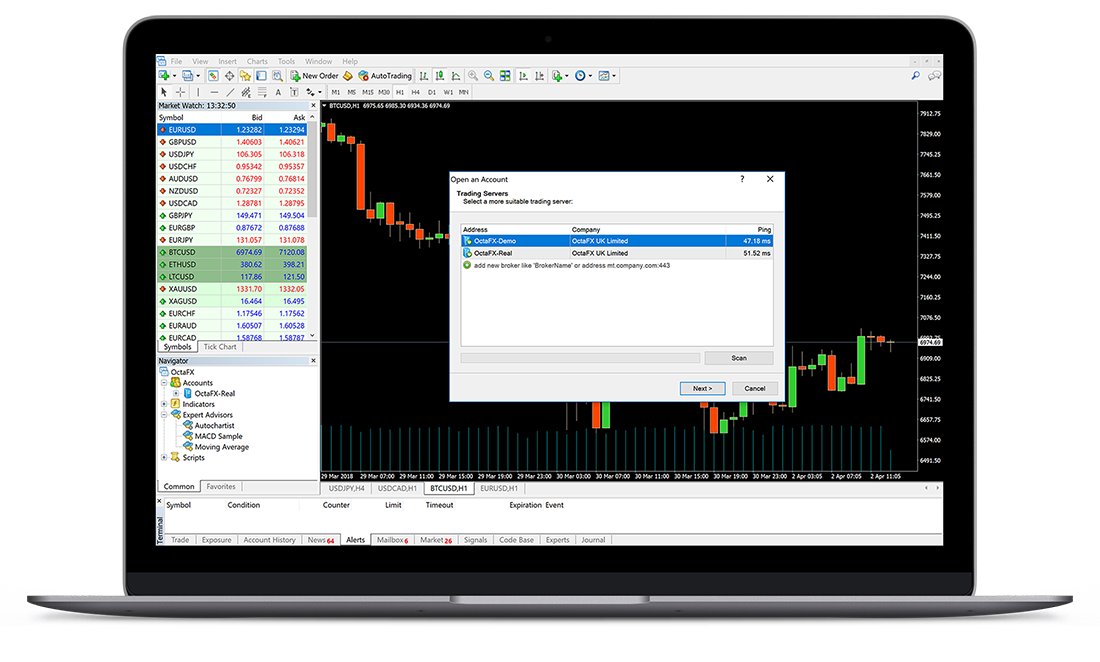 File View Insert Charts Tools Window Help
New Order AutoTrading
A T M1 M5 M15 M30 H1 H4 D1 W1 MN
Market Watch: 13:32:50
Symbol Bid Ask
EURUSD 1.23282 1.23294
GBPUSD 1.40603 1.40621
USDJPY 106.305 106.318
USDCHF 0.95342 0.95357
AUDUSD 0.76799 0.76814
NZDUSD 0.72327 0.72352
USDCAD 1.28781 1.28795
GBPJPY 149.471 149.504
EURGBP 0.87672 0.87688
EURJPY 131.057 131.078
BTCUSD 6974.69 7120.08
ETHUSD 380.62 398.21
LTCUSD 117.86 121.50
XAUUSD 1331.70 1332.05
XAGUSD 16.464 16.495
EURCHF 1.17546 1.17562
EURAUD 1.60507 1.60528
EURCAD 1.58768 1.58787
Symbols Tick Chart
Navigator
OctaFX
Accounts
OctaFX-Real
Indicators
Expert Advisors
Autochartist
MACD Sample
Moving Average
Scripts
Common Favorites
BTCUSD,H1 6975.65 6985.30 6934.36 6974.69
7912.75
7829.00
7745.25
7661.50
7579.00
7495.25
7411.50
7327.75
7244.00
7160.25
7076.50
6974.69
6909.00
6825.25
6741.50
6657.75
6574.00
6491.50
Open an Account ?
Trading Servers
Select a more suitable trading server:
Address Company Ping
OctaFX-Demo OctaFX UK Limited 47.18 ms
OctaFX-Real OctaFX UK Limited 51.52 ms
add new broker like 'BrokerName' or address mt.company.com:443
Scan
Next > Cancel
29 Mar 2018 29 Mar 07:00 29 Mar 11:00 29 Mar 15:00 29 Mar 19:00 29 Mar 23:00 30 Mar 03:00 30 Mar 07:00 30 Mar 11:00 30 Mar 15:00 30 Mar 19:00 30 Mar 23:00 2 Apr 03:05 2 Apr 07:05 2 Apr 11:05
USDJPY,H4 USDCAD,H1 BTCUSD,H1 EURUSD,H1
Symbol Condition Counter Limit Timeout Expiration Event
Terminal
Trade Exposure Account History News 64 Alerts Mailbox 6 Market 26 Signals Code Base Experts Journal